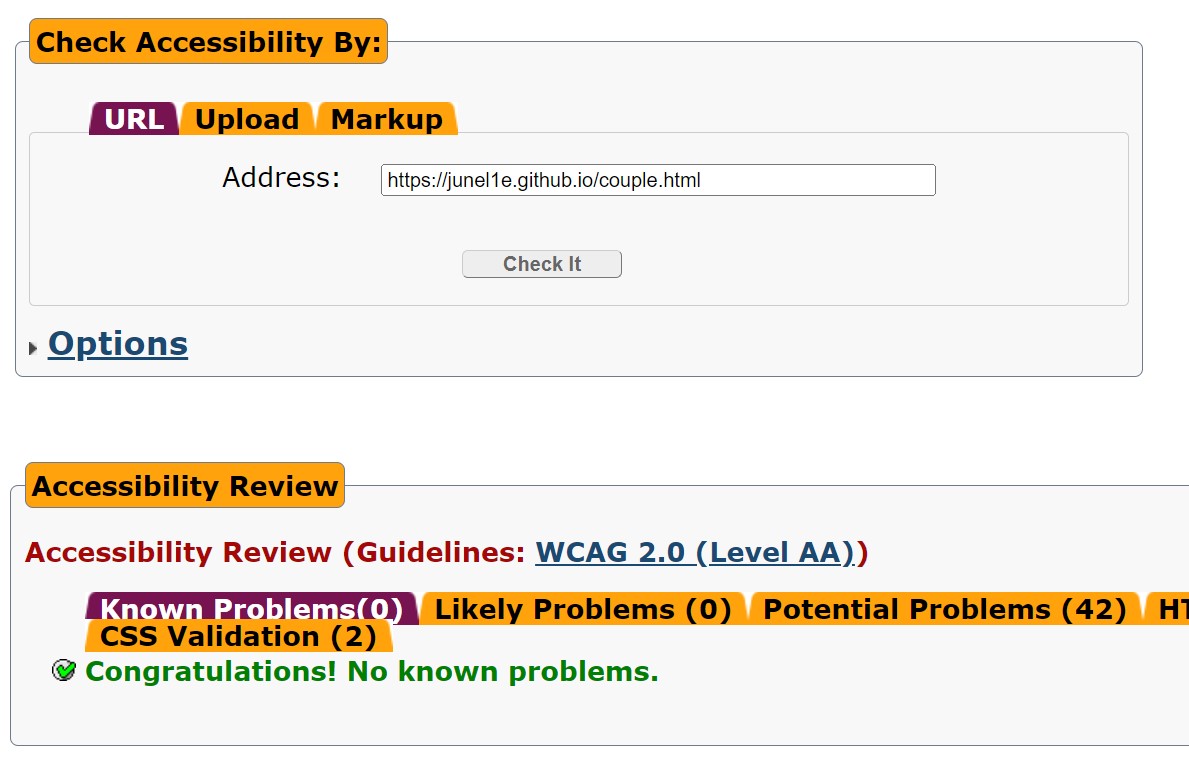 Check Accessibility By:
URL Upload Markup
Address: https://junel1e.github.io/couple.html
Check It
Options
Accessibility Review
Accessibility Review (Guidelines: WCAG 2.0 (Level AA))
Known Problems(0) Likely Problems (0) Potential Problems (42) HT
CSS Validation (2)
Congratulations! No known problems.